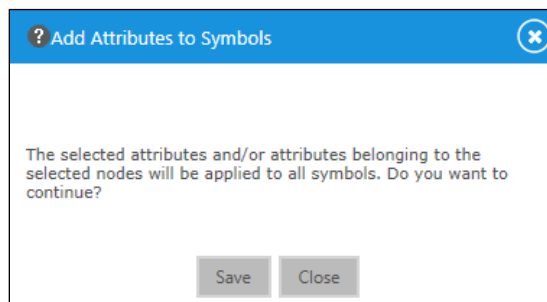 Add Attributes to Symbols
The selected attributes and/or attributes belonging to the
selected nodes will be applied to all symbols. Do you want to
continue?
Save Close